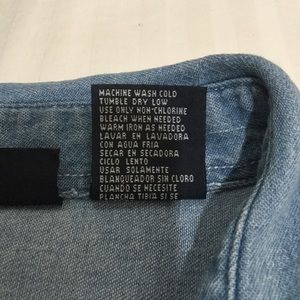 MACHINE WASH COLD
TUMBLE DRY LOW
USE ONLY NON-CHLORINE
BLEACH WHEN NEEDED
WARM IRON AS NEEDED
LAVAR EN LAVADORA
CON AGUA FRIA
SECAR EN SECADORA
CICLO LENTO
USAR SOLAMENTE
BLANQUEADOR SIN CLORO
CUANDO SE NECESITE
PLANCHA TIBIA SI SE